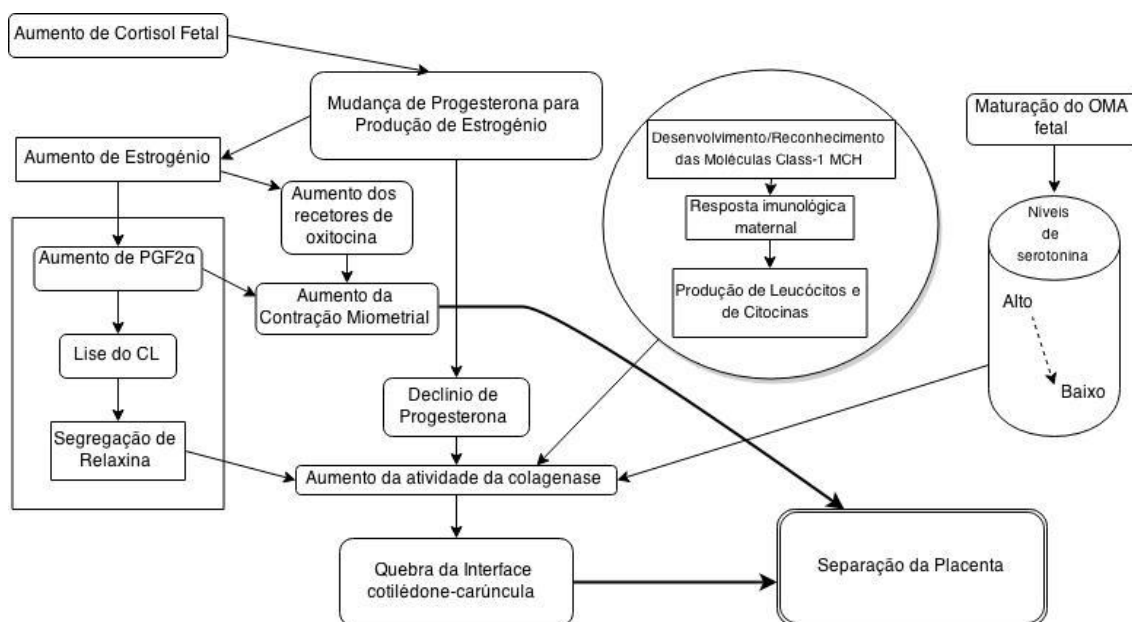 Aumento de Cortisol Fetal
Mudança de Progesterona para
Produção de Estrogénio
Aumento de Estrogénio
Aumento dos
recetores de
oxitocina
Aumento de PGF2α
Aumento da
Contração Miometrial
Lise do CL
Segregação de
Relaxina
Declínio de
Progesterona
Aumento da atividade da colagenase
Quebra da Interface
cotilédone-carúncula
Desenvolvimento/Reconhecimento
das Moléculas Class-1 MCH
Resposta imunológica
maternal
Produção de Leucócitos e
de Citocinas
Maturação do OMA
fetal
Niveis
de
serotonina
Alto
Baixo
Separação da Placenta